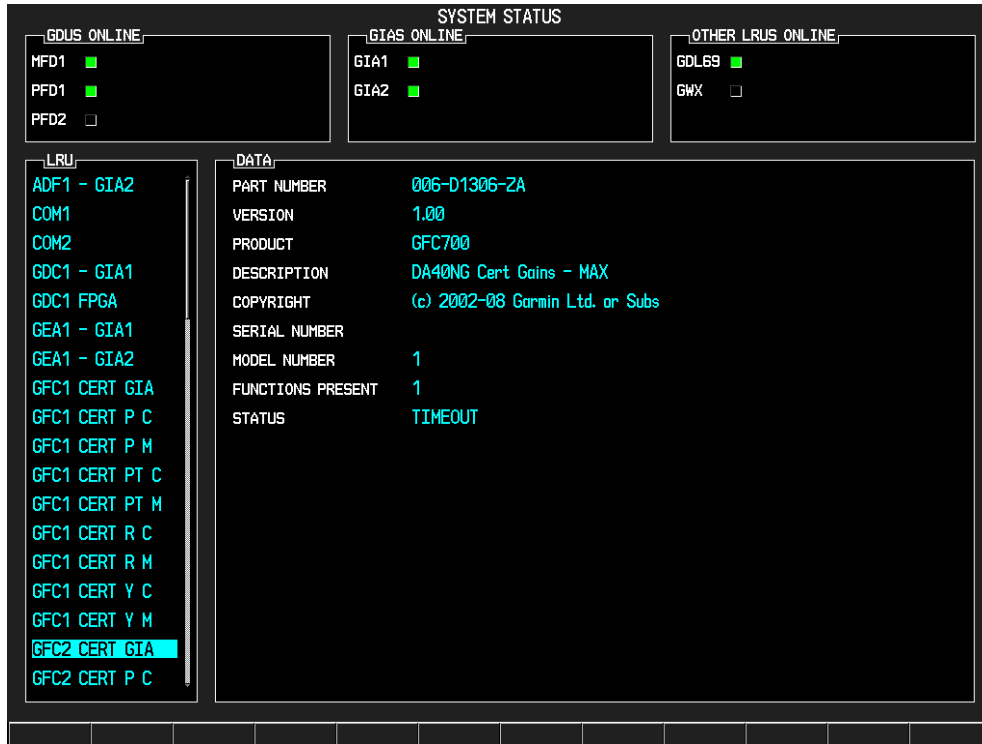 SYSTEM STATUS
GDUS ONLINE
MFD1
PFD1
PFD2
GIAS ONLINE
GIA1
GIA2
OTHER LRUS ONLINE
GDL69
GWX
LRU
ADF1 - GIA2
COM1
COM2
GDC1 - GIA1
GDC1 FPGA
GEA1 - GIA1
GEA1 - GIA2
GFC1 CERT GIA
GFC1 CERT P C
GFC1 CERT P M
GFC1 CERT PT C
GFC1 CERT PT M
GFC1 CERT R C
GFC1 CERT R M
GFC1 CERT Y C
GFC1 CERT Y M
GFC2 CERT GIA
GFC2 CERT P C
DATA
PART NUMBER 006-D1306-ZA
VERSION 1.00
PRODUCT GFC700
DESCRIPTION DA40NG Cert Gains - MAX
COPYRIGHT (c) 2002-08 Garmin Ltd. or Subs
SERIAL NUMBER
MODEL NUMBER 1
FUNCTIONS PRESENT 1
STATUS TIMEOUT